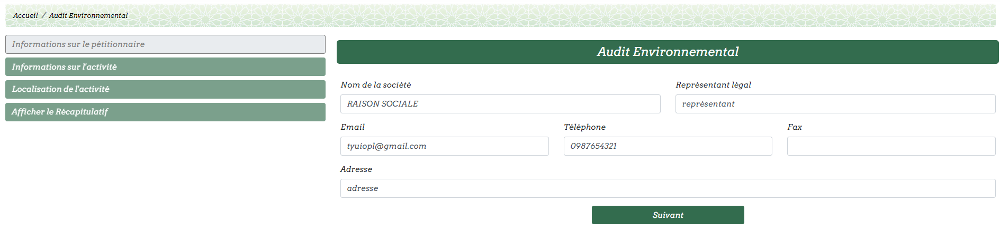 Accueil / Audit Environnemental
Informations sur le pétitionnaire
Informations sur l'activité
Localisation de l'activité
Afficher le Récapitulatif
Audit Environnemental
Nom de la société
Représentant légal
RAISON SOCIALE
représentant
Email
Téléphone
Fax
tyuiopl@gmail.com
0987654321
Adresse
adresse
Suivant